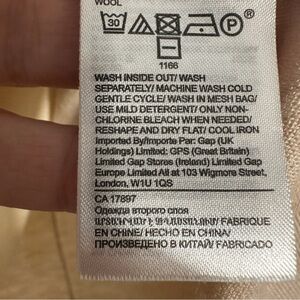 WOOL
30 P
1166
WASH INSIDE OUT/ WASH
SEPARATELY/ MACHINE WASH COLD
GENTLE CYCLE/ WASH IN MESH BAG/
USE MILD DETERGENT/ ONLY NON-
CHLORINE BLEACH WHEN NEEDED/
RESHAPE AND DRY FLAT/ COOL IRON
Imported By/Importe Par: Gap (UK
Holdings) Limited: GPS (Great Britain)
Limited Gap Stores (Ireland) Limited Gap
Europe Limited All at 103 Wigmore Street,
London, W1U 1QS
CA 17897
Одежда второго слоя
FABRIQUE
EN CHINE/ HECHO EN CHINA/
ПРОИЗВЕДЕНО В КИТАЙ/ FABRICADO